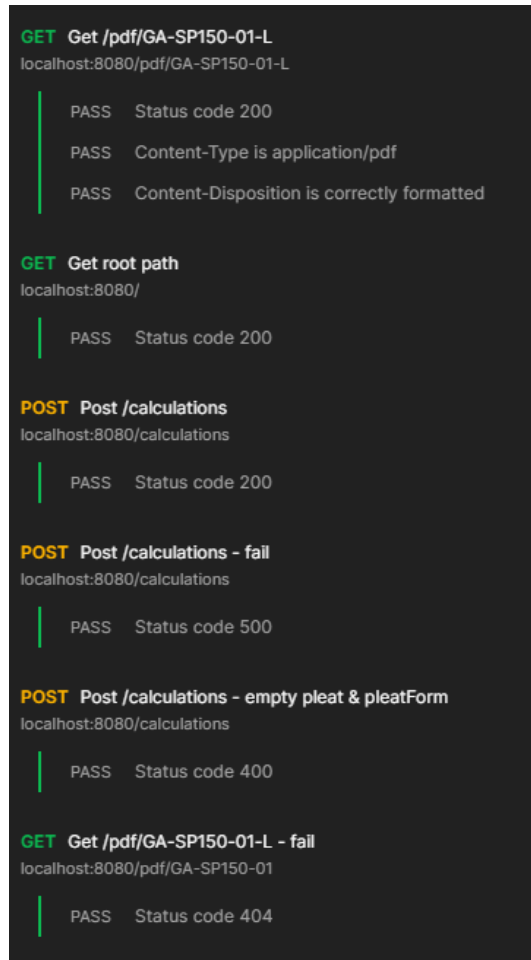 GET Get /pdf/GA-SP150-01-L
localhost:8080/pdf/GA-SP150-01-L
PASS Status code 200
PASS Content-Type is application/pdf
PASS Content-Disposition is correctly formatted
GET Get root path
localhost:8080/
PASS Status code 200
POST Post /calculations
localhost:8080/calculations
PASS Status code 200
POST Post /calculations - fail
localhost:8080/calculations
PASS Status code 500
POST Post /calculations - empty pleat & pleatForm
localhost:8080/calculations
PASS Status code 400
GET Get /pdf/GA-SP150-01-L - fail
localhost:8080/pdf/GA-SP150-01
PASS Status code 404